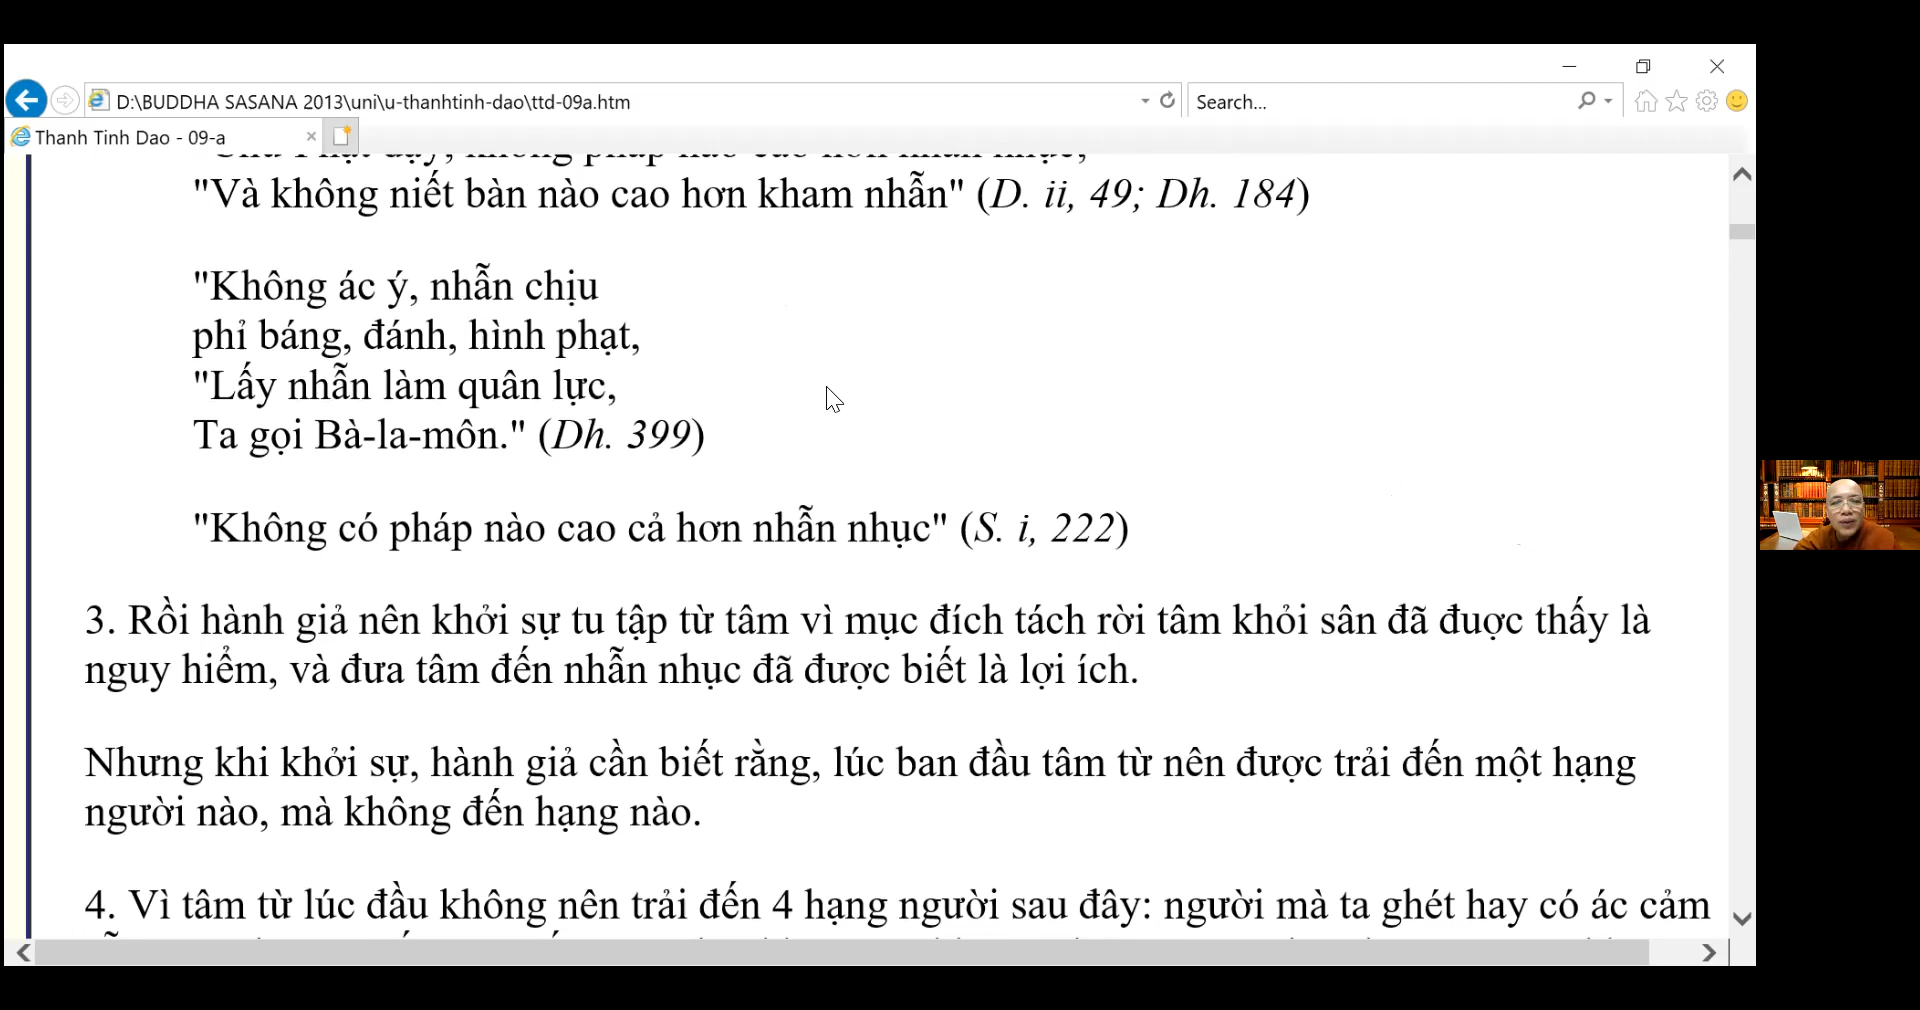 D:\BUDDHA SASANA 2013\uni\u-thanhtinh-dao\ttd-09a.htm
Search...
Thanh Tinh Dao - 09-a
"Và không niết bàn nào cao hơn kham nhẫn" (D. ii, 49; Dh. 184)
"Không ác ý, nhẫn chịu
phỉ báng, đánh, hình phạt,
"Lấy nhẫn làm quân lực,
Ta gọi Bà-la-môn." (Dh. 399)
"Không có pháp nào cao cả hơn nhẫn nhục" (S. i, 222)
3. Rồi hành giả nên khởi sự tu tập từ tâm vì mục đích tách rời tâm khỏi sân đã đuợc thấy là
nguy hiểm, và đưa tâm đến nhẫn nhục đã được biết là lợi ích.
Nhưng khi khởi sự, hành giả cần biết rằng, lúc ban đầu tâm từ nên được trải đến một hạng
người nào, mà không đến hạng nào.
4. Vì tâm từ lúc đầu không nên trải đến 4 hạng người sau đây: người mà ta ghét hay có ác cảm